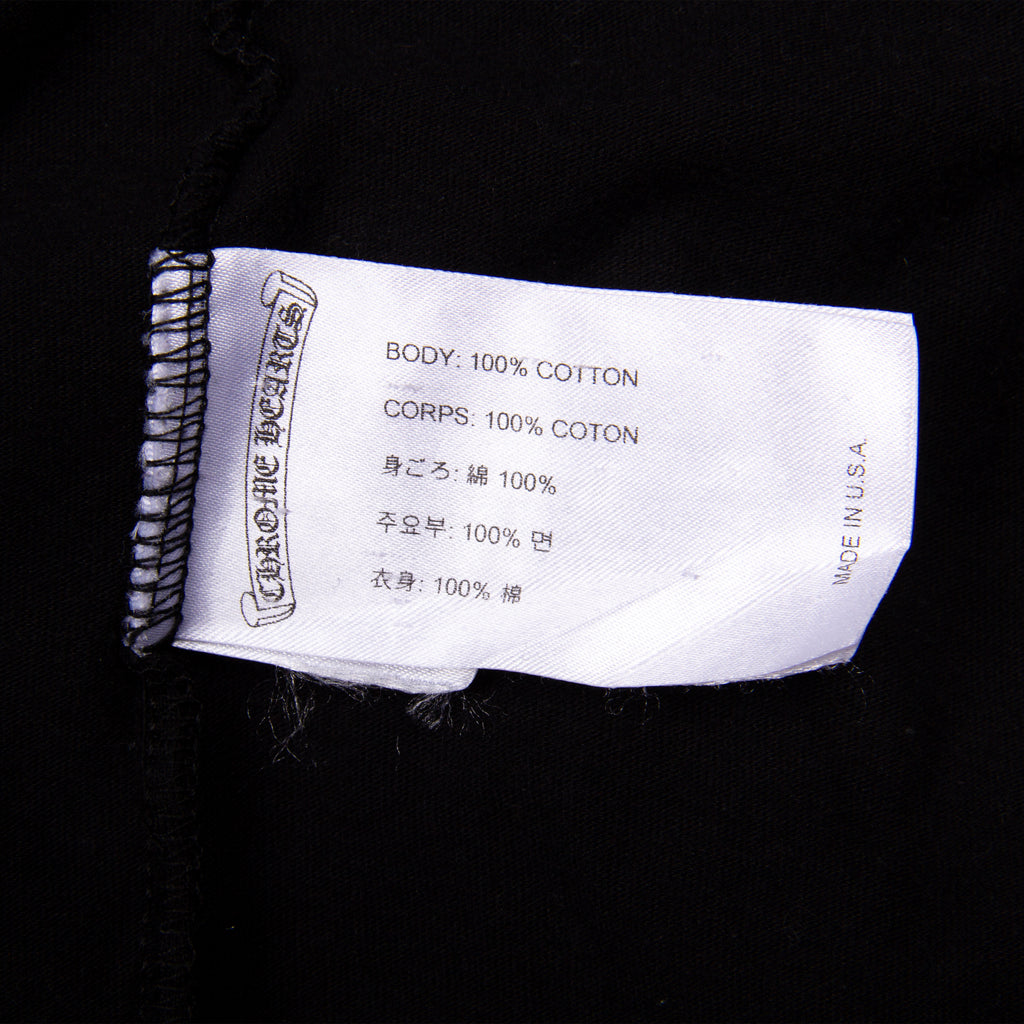 CHROME HEARTS
BODY: 100% COTTON
CORPS: 100% COTON
身ごろ: 綿 100%
주요부: 100% 면
衣身: 100% 棉
MADE IN U.S.A.